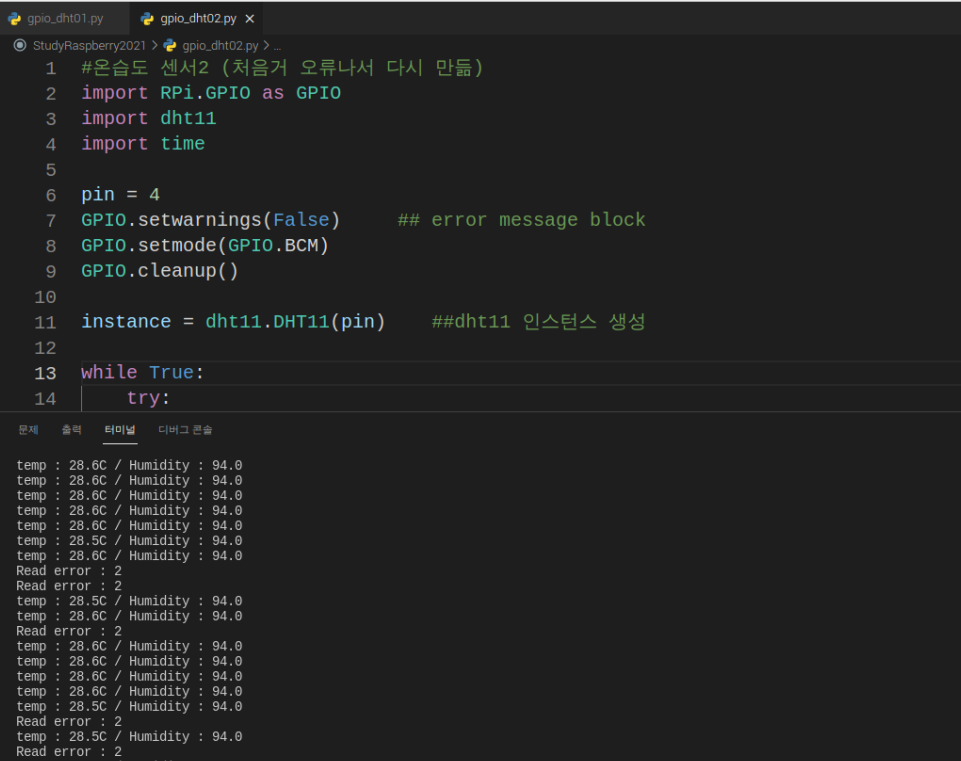 gpio_dht01.py
gpio_dht02.py ×
StudyRaspberry2021 > gpio_dht02.py > ...
1 #온습도 센서2 (처음거 오류나서 다시 만듦)
2 import RPi.GPIO as GPIO
3 import dht11
4 import time
5
6 pin = 4
7 GPIO.setwarnings(False)     ## error message block
8 GPIO.setmode(GPIO.BCM)
9 GPIO.cleanup()
10
11 instance = dht11.DHT11(pin)    ##dht11 인스턴스 생성
12
13 while True:
14     try:
문제 출력 터미널 디버그 콘솔
temp : 28.6C / Humidity : 94.0
temp : 28.6C / Humidity : 94.0
temp : 28.6C / Humidity : 94.0
temp : 28.6C / Humidity : 94.0
temp : 28.6C / Humidity : 94.0
temp : 28.5C / Humidity : 94.0
temp : 28.6C / Humidity : 94.0
Read error : 2
Read error : 2
temp : 28.5C / Humidity : 94.0
temp : 28.6C / Humidity : 94.0
Read error : 2
temp : 28.6C / Humidity : 94.0
temp : 28.6C / Humidity : 94.0
temp : 28.6C / Humidity : 94.0
temp : 28.6C / Humidity : 94.0
temp : 28.5C / Humidity : 94.0
Read error : 2
temp : 28.5C / Humidity : 94.0
Read error : 2